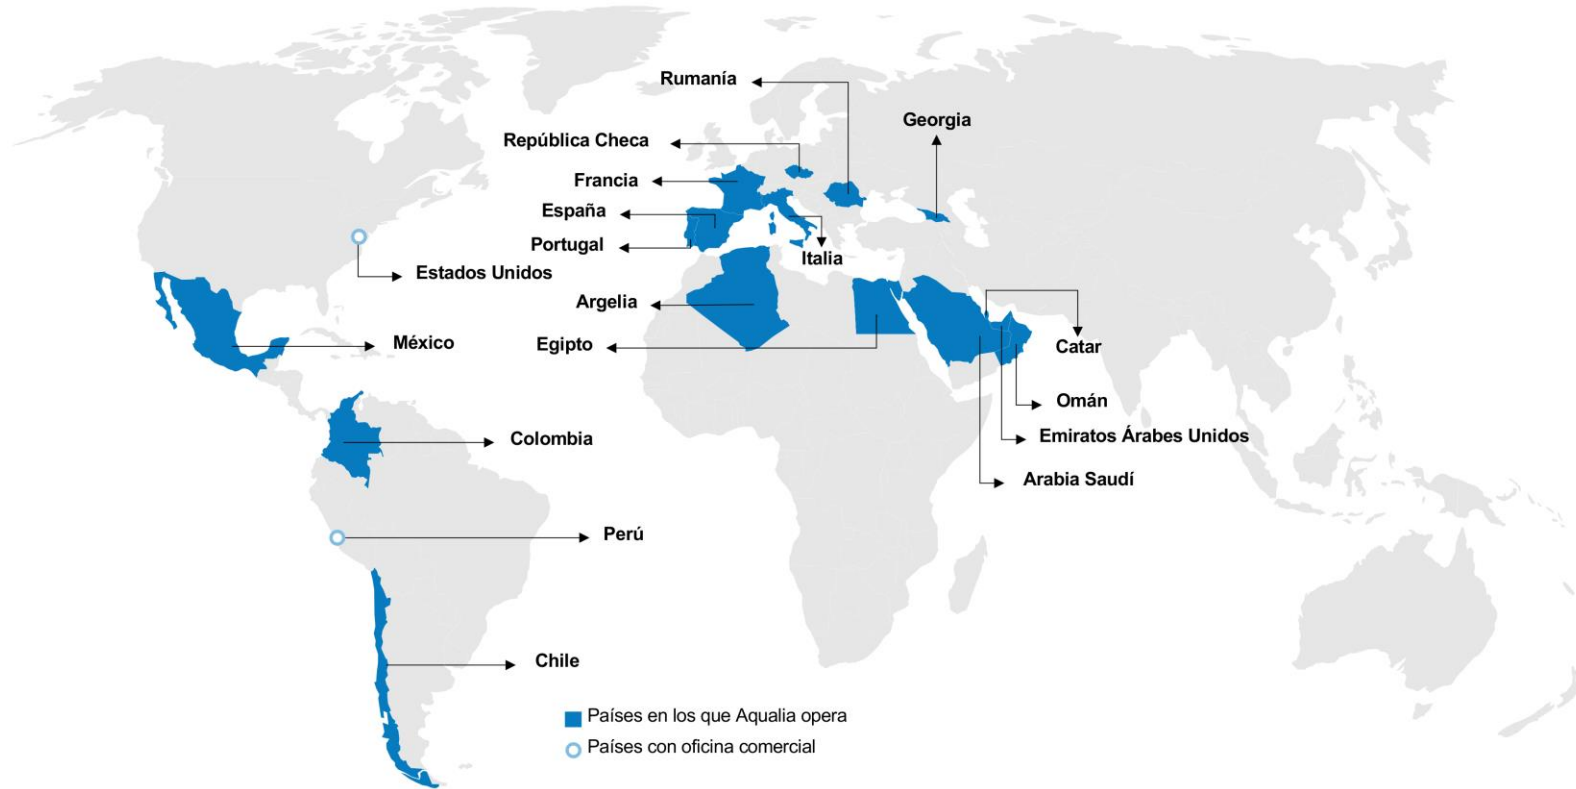 Rumanía
Georgia
República Checa
Francia
España
Portugal
Italia
Estados Unidos
Argelia
México
Egipto
Catar
Omán
Colombia
Emiratos Árabes Unidos
Arabia Saudí
Perú
Chile
Países en los que Aqualia opera
Países con oficina comercial